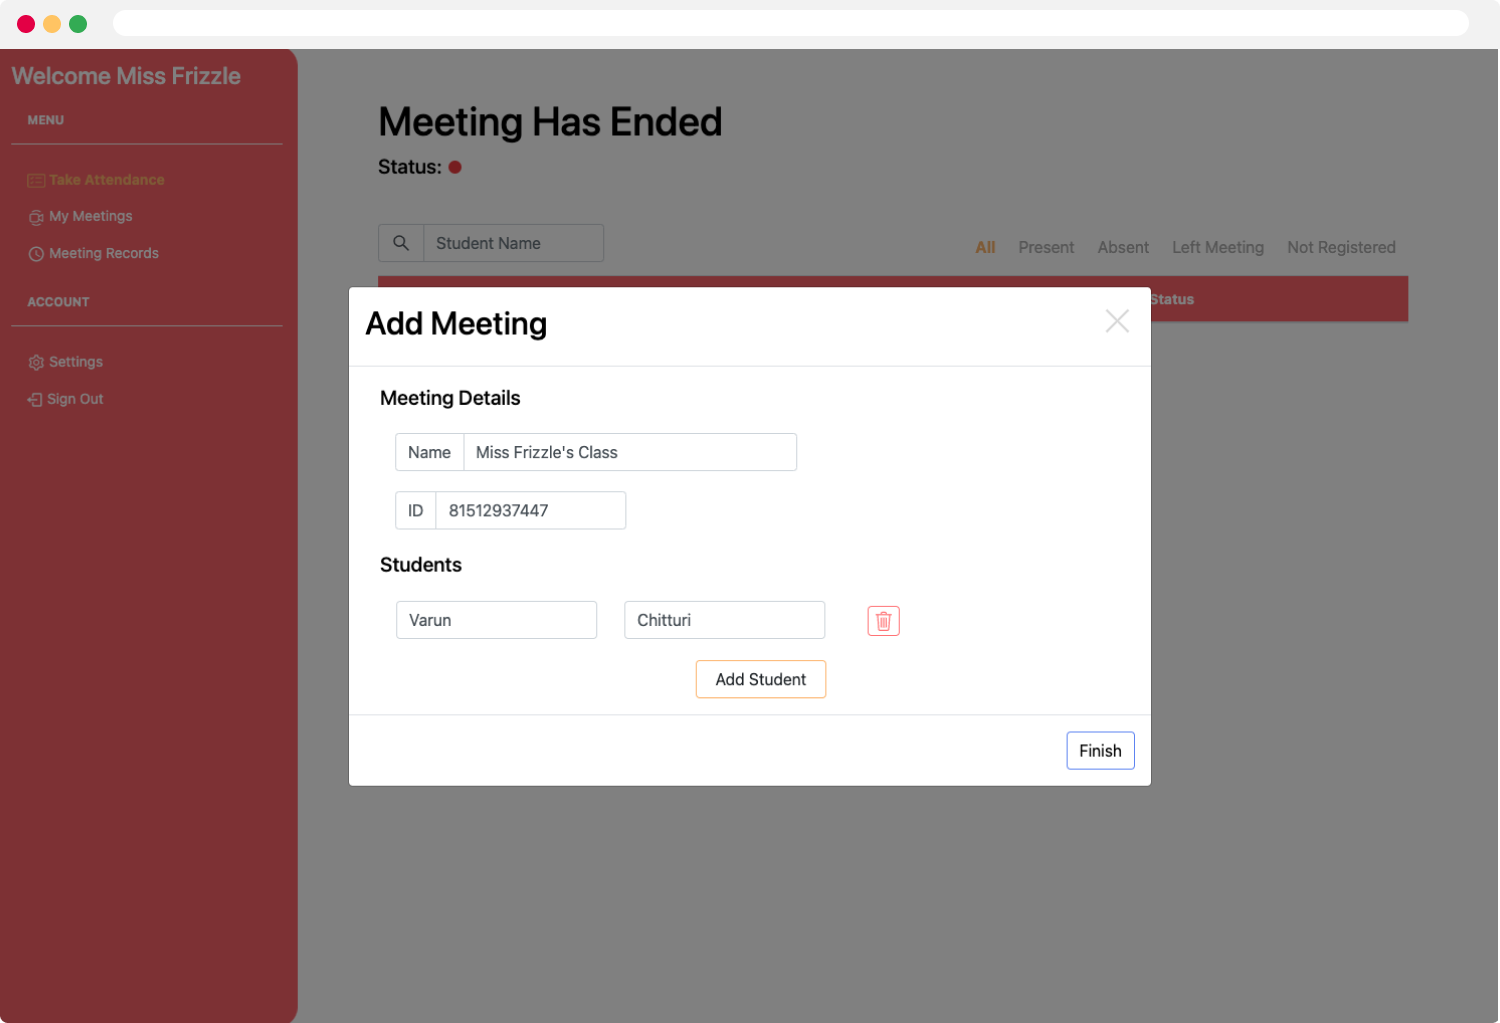 Welcome Miss Frizzle
MENU
Take Attendance
My Meetings
Meeting Records
ACCOUNT
Settings
Sign Out
Meeting Has Ended
Status:
Student Name
All Present Absent Left Meeting Not Registered
Status
Add Meeting
Meeting Details
Name Miss Frizzle's Class
ID 81512937447
Students
Varun Chitturi
Add Student
Finish